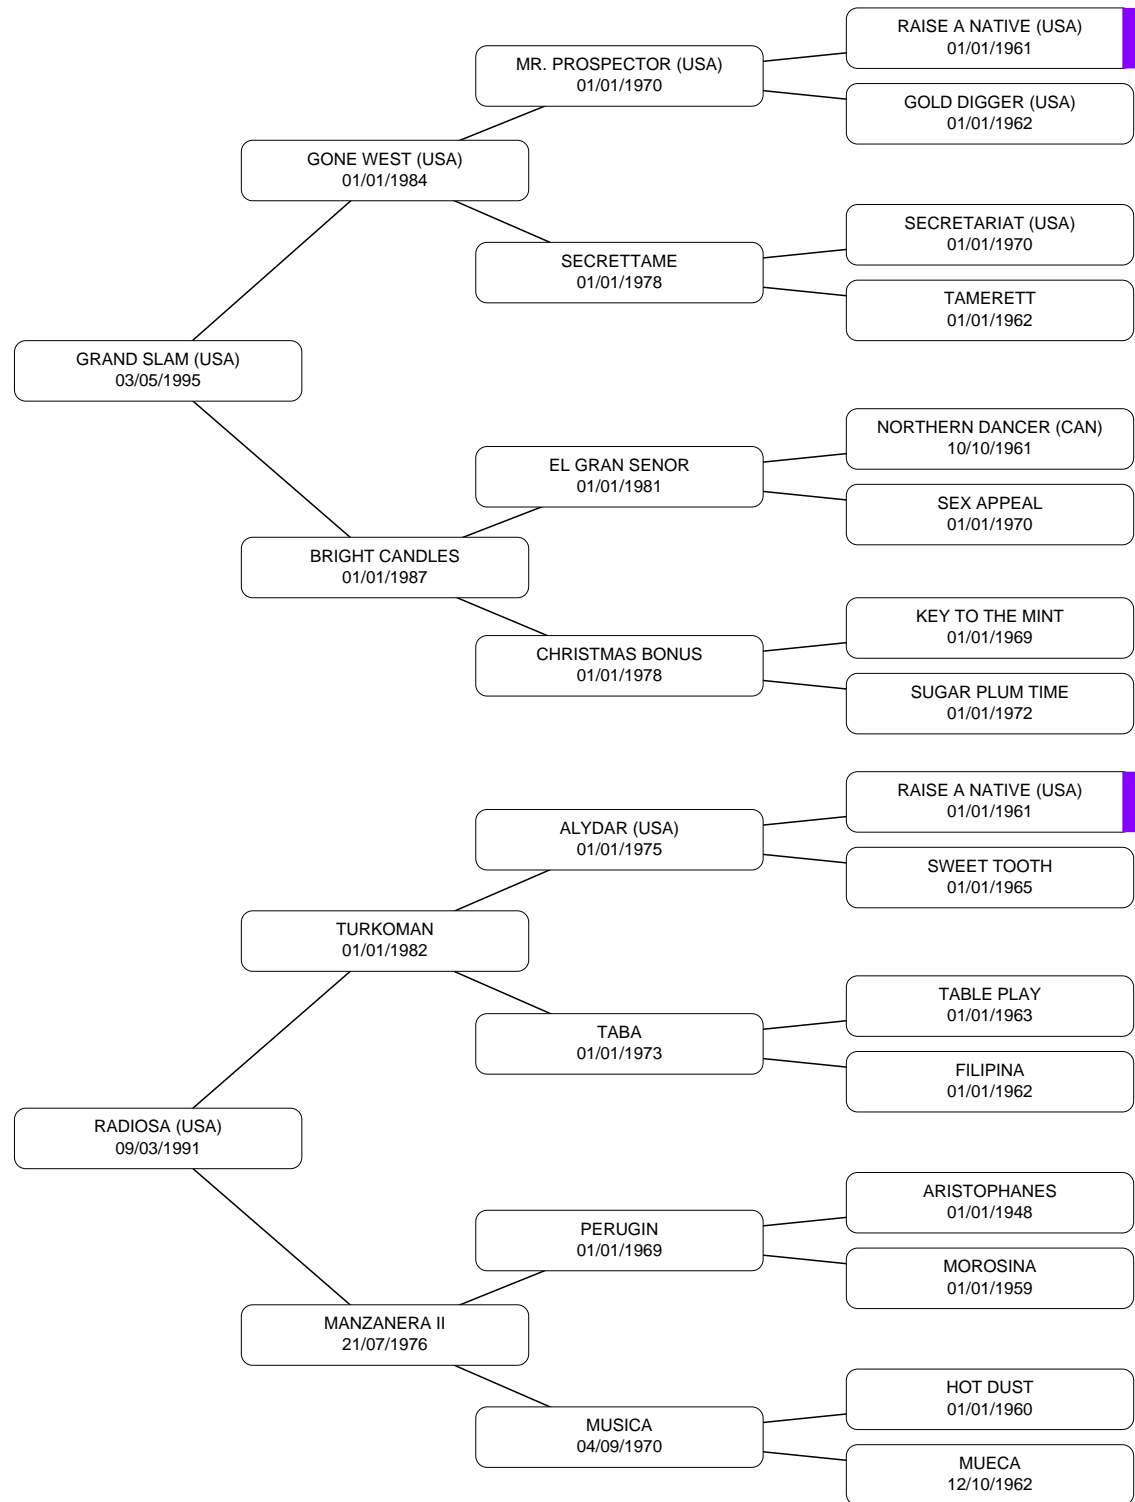 RAISE A NATIVE (USA)
01/01/1961
MR. PROSPECTOR (USA)
01/01/1970
GOLD DIGGER (USA)
01/01/1962
GONE WEST (USA)
01/01/1984
SECRETARIAT (USA)
01/01/1970
SECRETTAME
01/01/1978
TAMERETT
01/01/1962
GRAND SLAM (USA)
03/05/1995
NORTHERN DANCER (CAN)
10/10/1961
EL GRAN SENOR
01/01/1981
SEX APPEAL
01/01/1970
BRIGHT CANDLES
01/01/1987
KEY TO THE MINT
01/01/1969
CHRISTMAS BONUS
01/01/1978
SUGAR PLUM TIME
01/01/1972
RAISE A NATIVE (USA)
01/01/1961
ALYDAR (USA)
01/01/1975
SWEET TOOTH
01/01/1965
TURKOMAN
01/01/1982
TABLE PLAY
01/01/1963
TABA
01/01/1973
FILIPINA
01/01/1962
RADIOSA (USA)
09/03/1991
ARISTOPHANES
01/01/1948
PERUGIN
01/01/1969
MOROSINA
01/01/1959
MANZANERA II
21/07/1976
HOT DUST
01/01/1960
MUSICA
04/09/1970
MUECA
12/10/1962